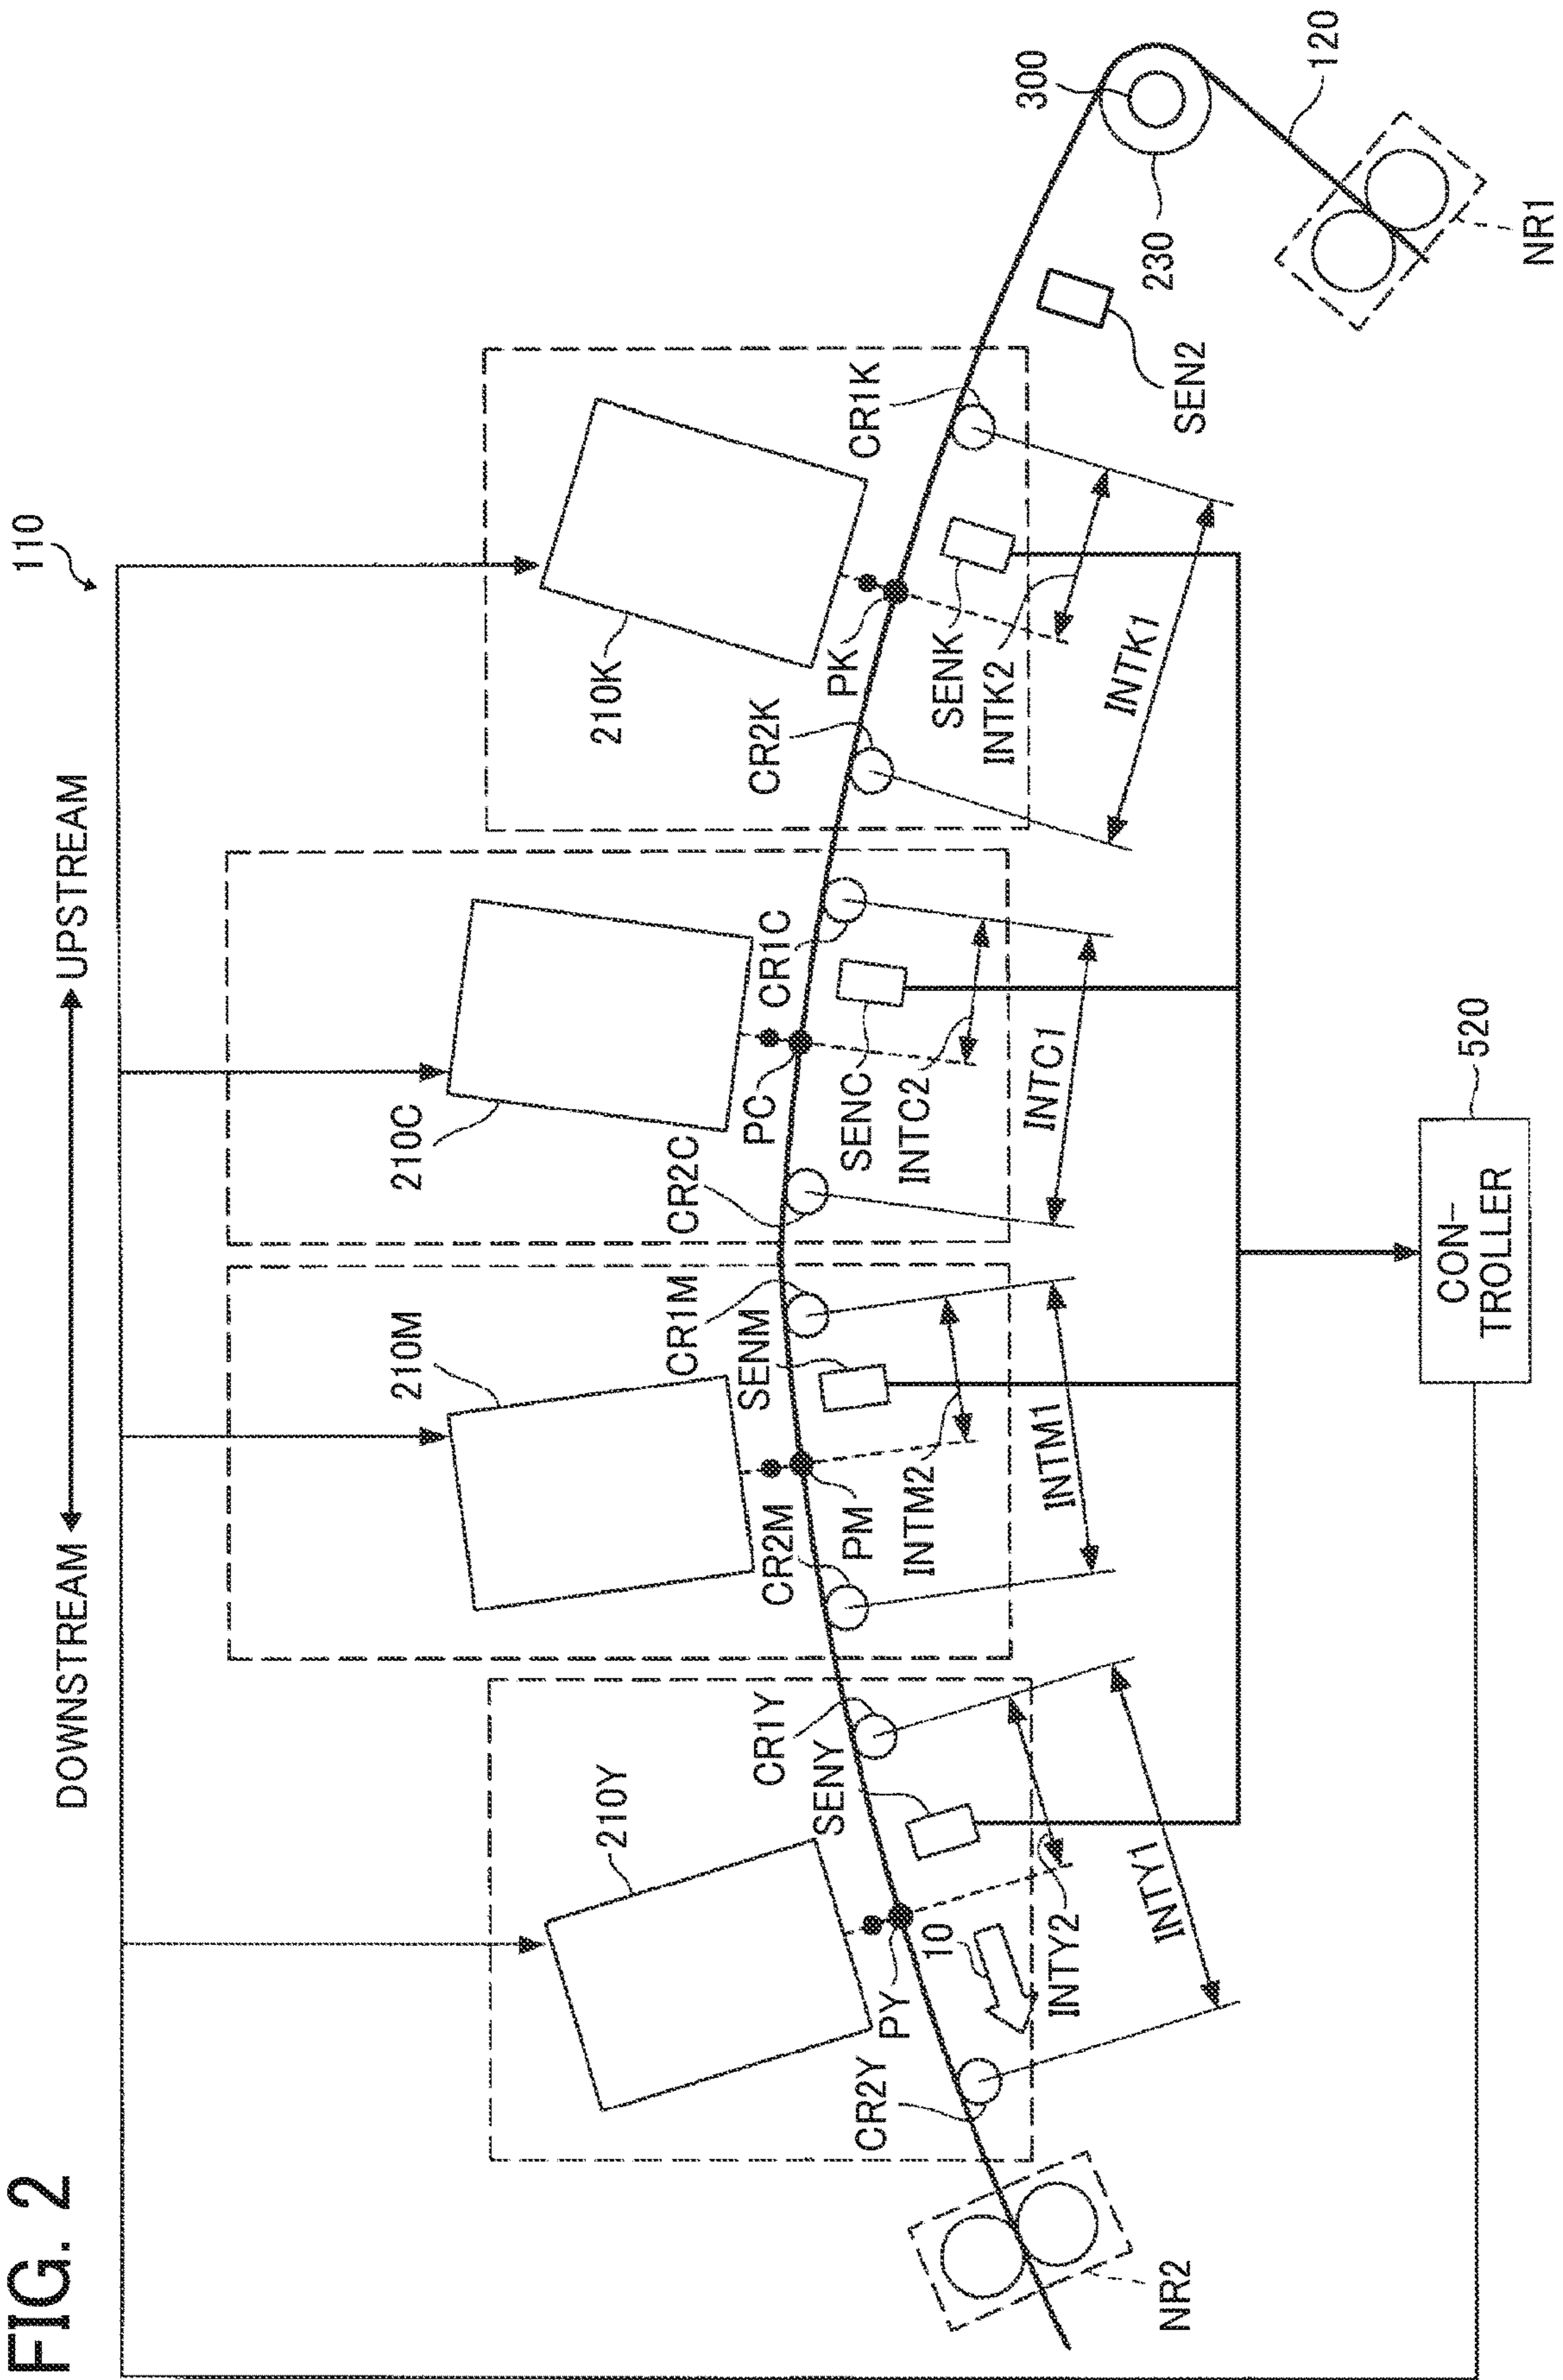 FIG. 2
110
DOWNSTREAM
UPSTREAM
210Y
210M
210C
210K
CR2Y
PY
10
SENY
CR1Y
INTY2
INTY1
CR2M
PM
SENM
CR1M
INTM2
INTM1
CR2C
PC
CR1C
SENC
INTC2
INTC1
CR2K
PK
CR1K
SENK
INTK2
INTK1
SEN2
230
300
120
NR1
NR2
520
CON-
TROLLER